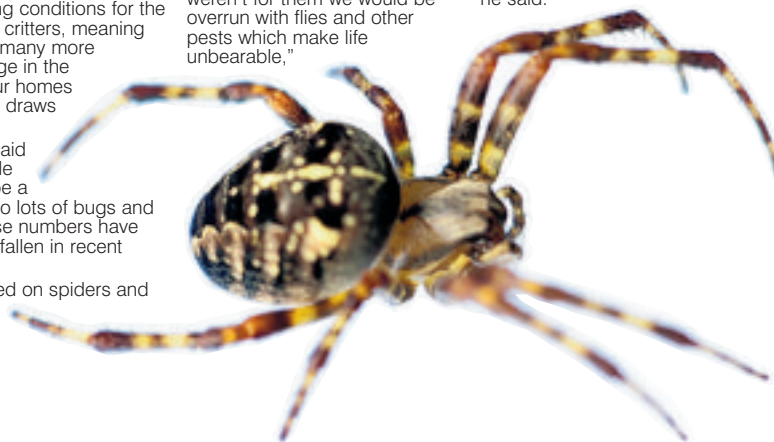 ng conditions for the
critters, meaning
many more
ge in the
ur homes
draws
aid
le
be a
o lots of bugs and
se numbers have
fallen in recent
ed on spiders and
weren't for them we would be
overrun with flies and other
pests which make life
unbearable,"
he said.